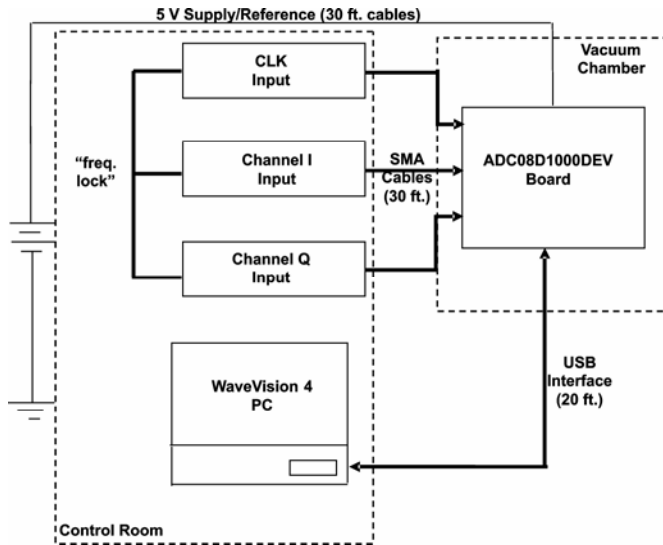 5 V Supply/Reference (30 ft. cables)
CLK
Input
Vacuum
Chamber
"freq.
lock"
Channel I
Input
SMA
Cables
(30 ft.)
ADC08D1000DEV
Board
Channel Q
Input
WaveVision 4
PC
USB
Interface
(20 ft.)
Control Room